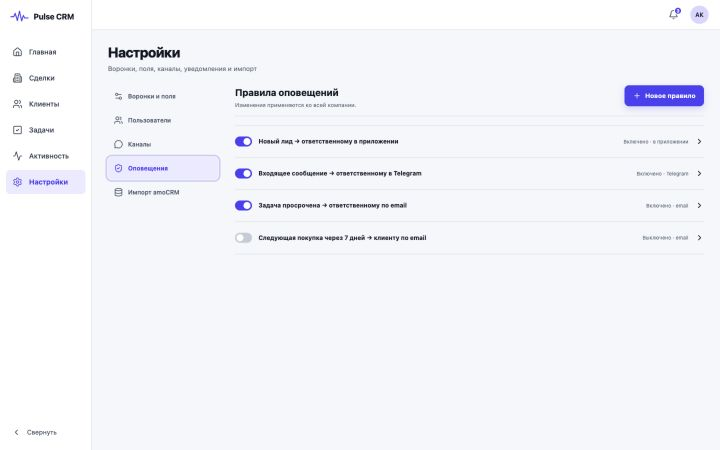 Pulse CRM
3
АК
Главная
Сделки
Клиенты
Задачи
Активность
Настройки
Свернуть
Настройки
Воронки, поля, каналы, уведомления и импорт
Воронки и поля
Пользователи
Каналы
Оповещения
Импорт amoCRM
Правила оповещений
Изменения применяются ко всей компании.
+ Новое правило
Новый лид → ответственному в приложении
Включено · в приложении
Входящее сообщение → ответственному в Telegram
Включено · Telegram
Задача просрочена → ответственному по email
Включено · email
Следующая покупка через 7 дней → клиенту по email
Выключено · email